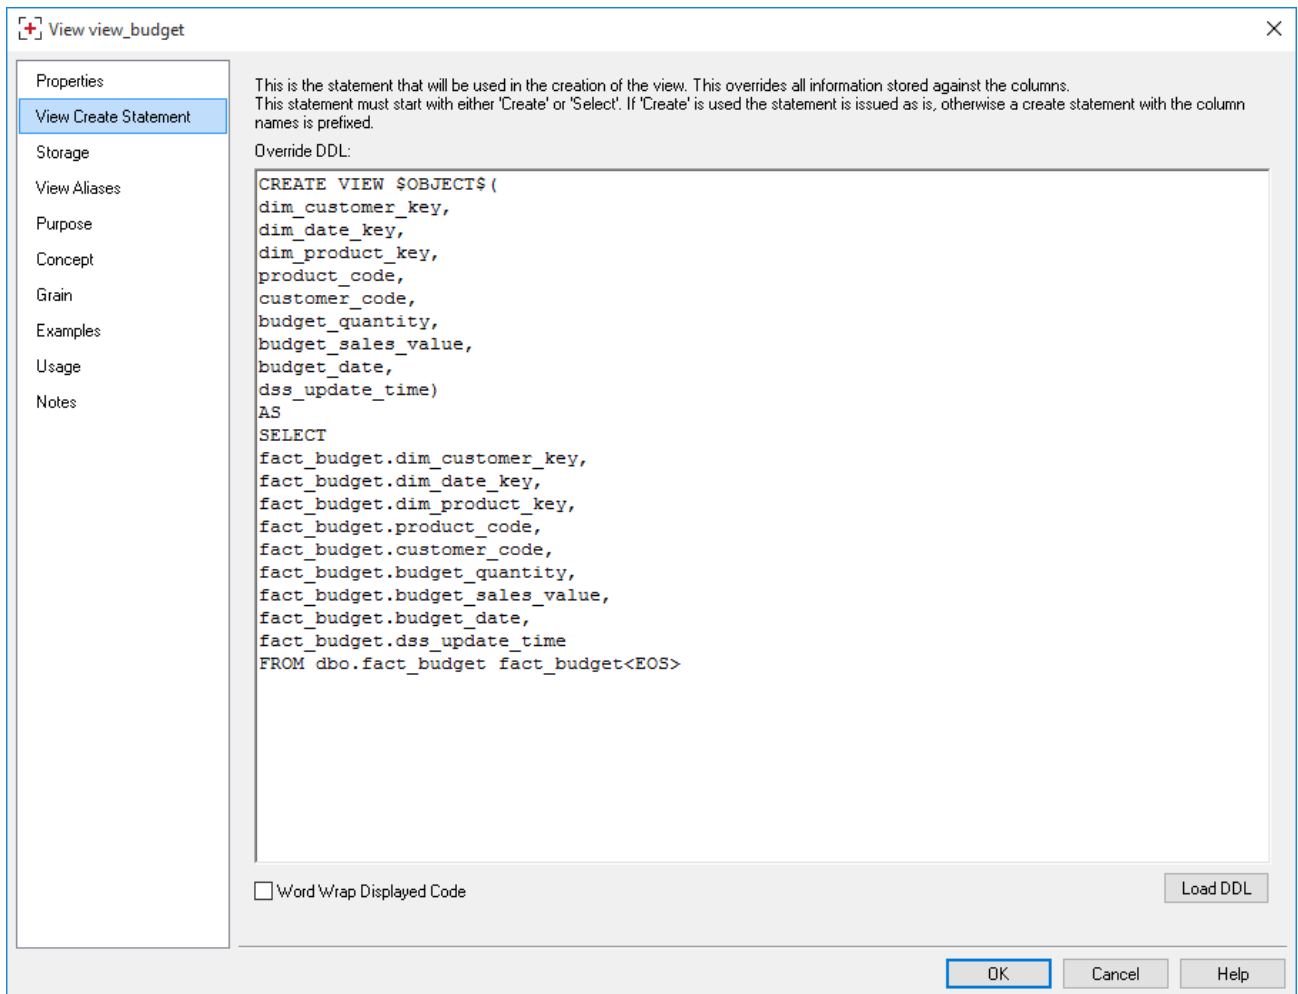 View view_budget
Properties
View Create Statement
Storage
View Aliases
Purpose
Concept
Grain
Examples
Usage
Notes
This is the statement that will be used in the creation of the view. This overrides all information stored against the columns.
This statement must start with either 'Create' or 'Select'. If 'Create' is used the statement is issued as is, otherwise a create statement with the column
names is prefixed.
Override DDL:
CREATE VIEW $OBJECT$(
dim_customer_key,
dim_date_key,
dim_product_key,
product_code,
customer_code,
budget_quantity,
budget_sales_value,
budget_date,
dss_update_time)
AS
SELECT
fact_budget.dim_customer_key,
fact_budget.dim_date_key,
fact_budget.dim_product_key,
fact_budget.product_code,
fact_budget.customer_code,
fact_budget.budget_quantity,
fact_budget.budget_sales_value,
fact_budget.budget_date,
fact_budget.dss_update_time
FROM dbo.fact_budget fact_budget<EOS>
Word Wrap Displayed Code
Load DDL
OK
Cancel
Help